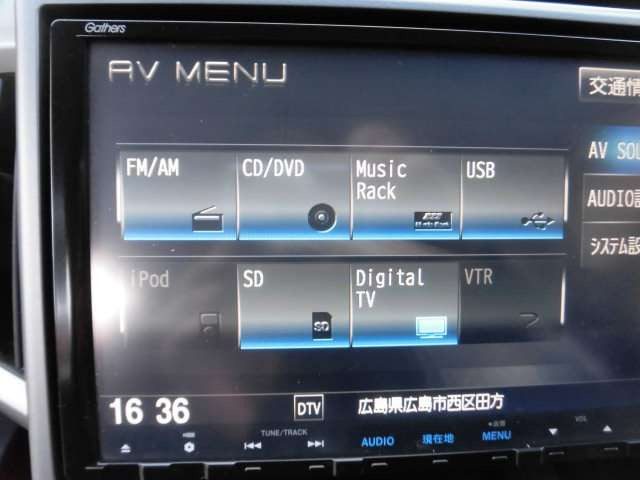 Gathers
AV MENU
交通情
FM/AM
CD/DVD
Music Rack
USB
AV SOU
AUDIO設
システム設
iPod
SD
Digital TV
VTR
SD
16 36
DTV
広島県広島市西区田方
TUNE/TRACK
AUDIO
現在地
MENU
VOL